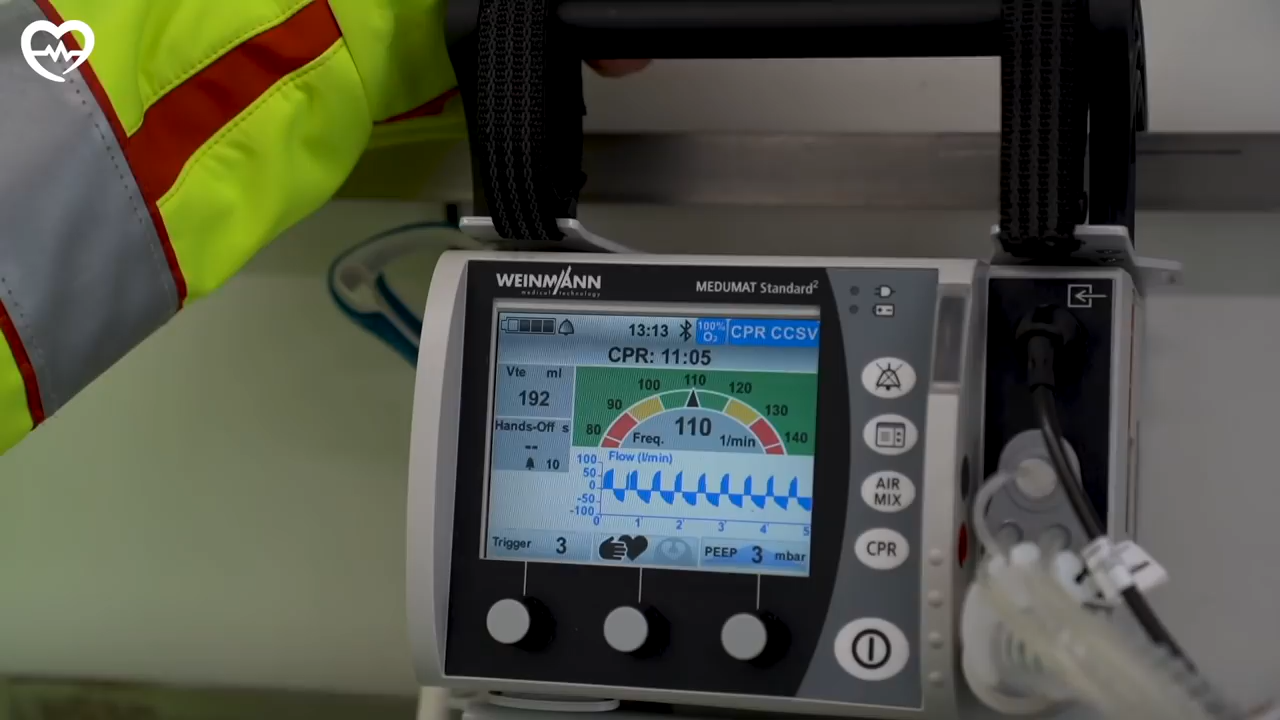 WEINMANN
medical technology
MEDUMAT Standard²
13:13
100% O₂
CPR CCSV
CPR: 11:05
Vte ml
192
Hands-Off s
--
10
80 90 100 110 120 130 140
Freq. 110 1/min
Flow (l/min)
100
50
0
-50
-100
0 1 2 3 4 5
Trigger 3
PEEP 3 mbar
AIR MIX
CPR